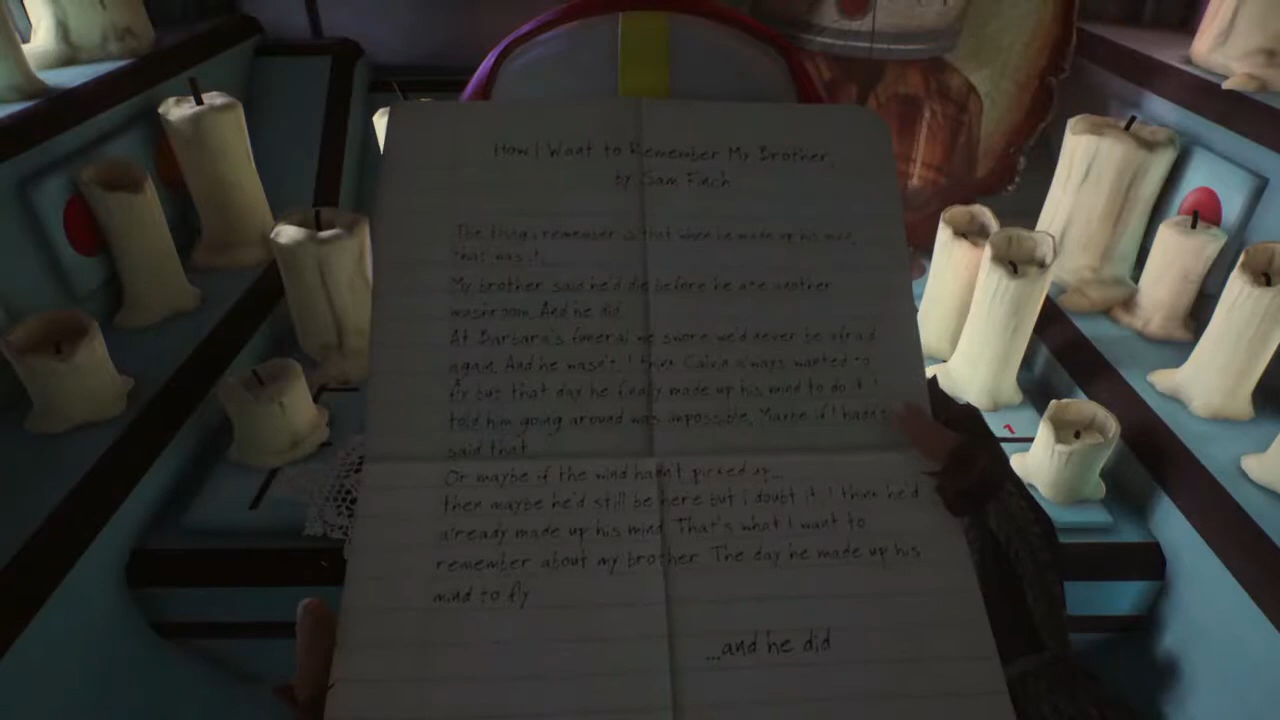 How I Want to Remember My Brother,
by Sam Finch
The thing I remember is that when he made up his mind,
that was it.
My brother said he'd die before he ate another
mushroom. And he did.
At Barbara's funeral we swore we'd never be afraid
again. And he wasn't. I think Calvin always wanted to
fly but that day he finally made up his mind to do it. I
told him going around was impossible. Maybe if I hadn't
said that
Or maybe if the wind hadn't picked up...
then maybe he'd still be here but i doubt it. I think he'd
already made up his mind. That's what I want to
remember about my brother. The day he made up his
mind to fly
...and he did